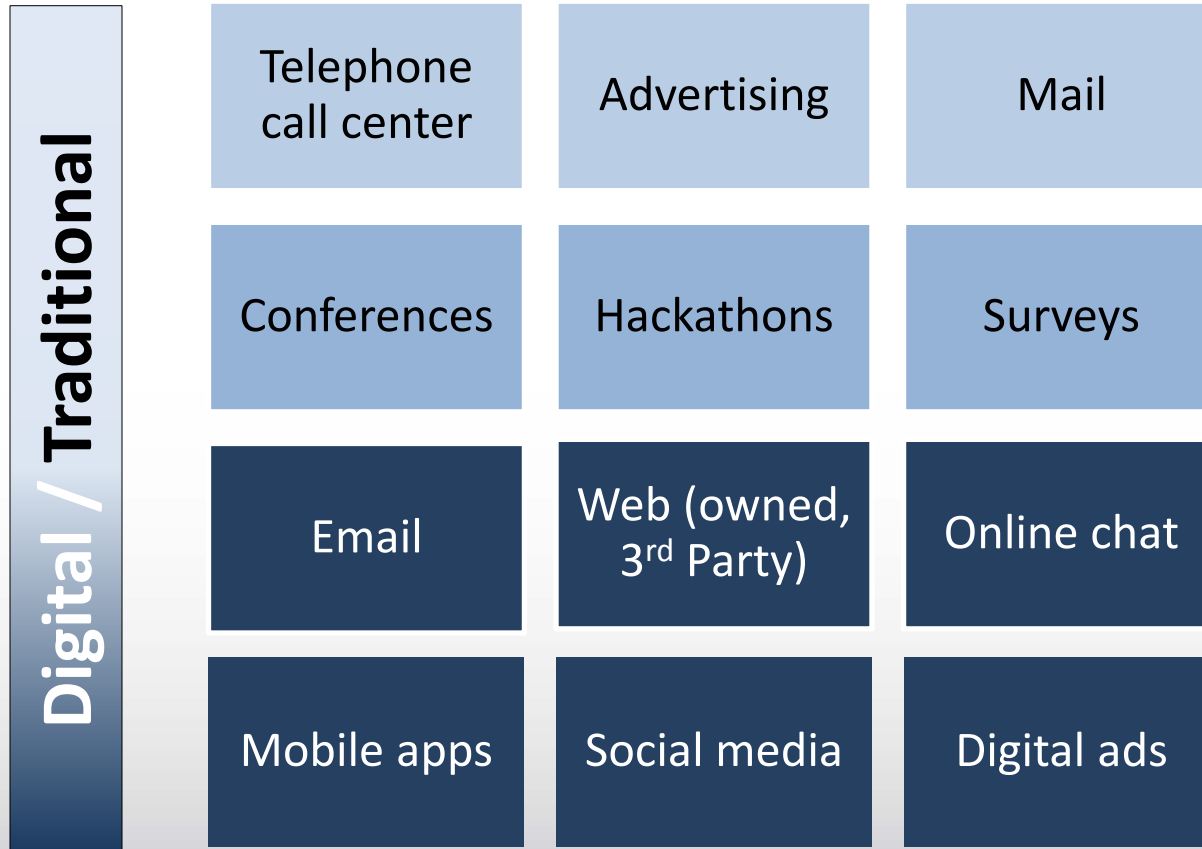 Digital / Traditional
Telephone
call center
Advertising
Mail
Conferences
Hackathons
Surveys
Email
Web (owned,
3rd Party)
Online chat
Mobile apps
Social media
Digital ads